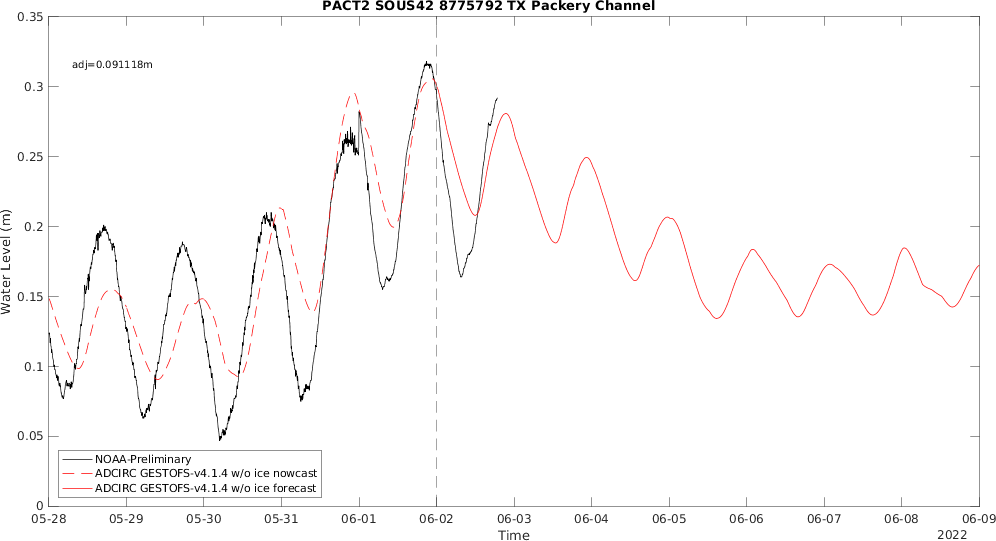 PACT2 SOUS42 8775792 TX Packery Channel
0.35
adj=0.091118m
0.3
0.25
0.2
0.15
0.1
0.05
0
Water Level (m)
NOAA-Preliminary
ADCIRC GESTOFS-v4.1.4 w/o ice nowcast
ADCIRC GESTOFS-v4.1.4 w/o ice forecast
05-28 05-29 05-30 05-31 06-01 06-02 06-03 06-04 06-05 06-06 06-07 06-08 06-09
Time
2022